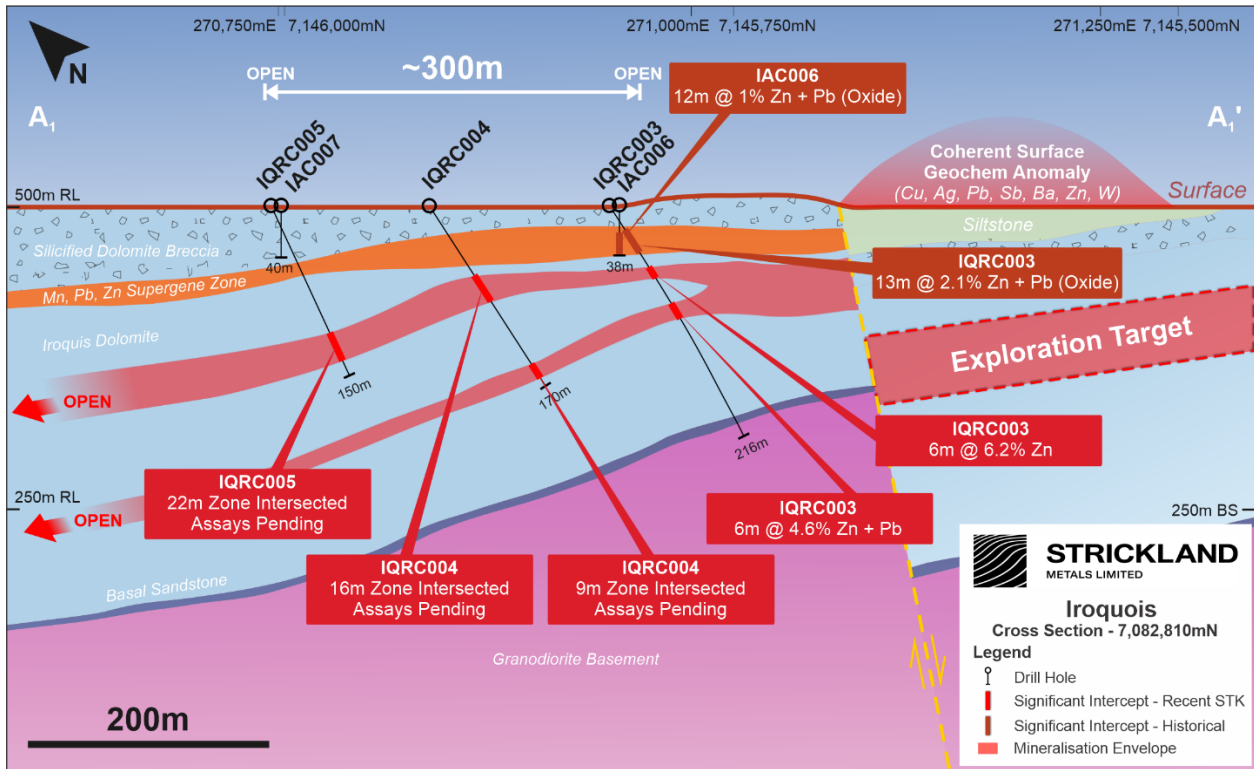 270,750mE 7,146,000mN
271,000mE 7,145,750mN
271,250mE 7,145,500mN
N
OPEN
~300m
OPEN
A1
A1'
IAC006
12m @ 1% Zn + Pb (Oxide)
IQRC005
IAC007
IQRC004
IQRC003
IAC006
Coherent Surface
Geochem Anomaly
(Cu, Ag, Pb, Sb, Ba, Zn, W)
Surface
500m RL
Siltstone
Silicified Dolomite Breccia
40m
38m
IQRC003
13m @ 2.1% Zn + Pb (Oxide)
Mn, Pb, Zn Supergene Zone
Iroquis Dolomite
Exploration Target
150m
170m
216m
OPEN
IQRC003
6m @ 6.2% Zn
IQRC005
22m Zone Intersected
Assays Pending
IQRC003
6m @ 4.6% Zn + Pb
250m RL
OPEN
250m BS
IQRC004
16m Zone Intersected
Assays Pending
IQRC004
9m Zone Intersected
Assays Pending
Basal Sandstone
Granodiorite Basement
200m
STRICKLAND
METALS LIMITED
Iroquois
Cross Section - 7,082,810mN
Legend
Drill Hole
Significant Intercept - Recent STK
Significant Intercept - Historical
Mineralisation Envelope